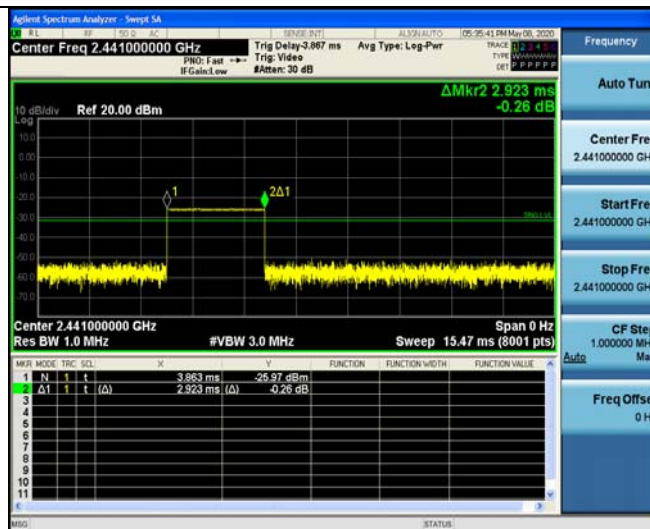 Agilent Spectrum Analyzer - Swept SA
RL RF 50 Ω AC SENSE:INT ALIGN AUTO 05:35:41 PM May 08, 2020
Center Freq 2.441000000 GHz
PNO: Fast
IFGain:Low
Trig Delay-3.867 ms
Trig: Video
#Atten: 30 dB
Avg Type: Log-Pwr
TRACE 1 2 3 4 5 6
TYPE
DET P P P P P P
ΔMkr2 2.923 ms
-0.26 dB
10 dB/div Ref 20.00 dBm
Log
10.0
0.00
-10.0
-20.0
-30.0
-40.0
-50.0
-60.0
-70.0
1
2Δ1
TRIG LVL
Center 2.441000000 GHz Span 0 Hz
Res BW 1.0 MHz #VBW 3.0 MHz Sweep 15.47 ms (8001 pts)
MKR MODE TRC SCL X Y FUNCTION FUNCTION WIDTH FUNCTION VALUE
1 N 1 t 3.863 ms -25.97 dBm
2 Δ1 1 t (Δ) 2.923 ms (Δ) -0.26 dB
3
4
5
6
7
8
9
10
11
MSG STATUS
Frequency
Auto Tun
Center Fre
2.441000000 GH
Start Fre
2.441000000 GH
Stop Fre
2.441000000 GH
CF Ste
1.000000 MH
Auto Ma
Freq Offse
0 H